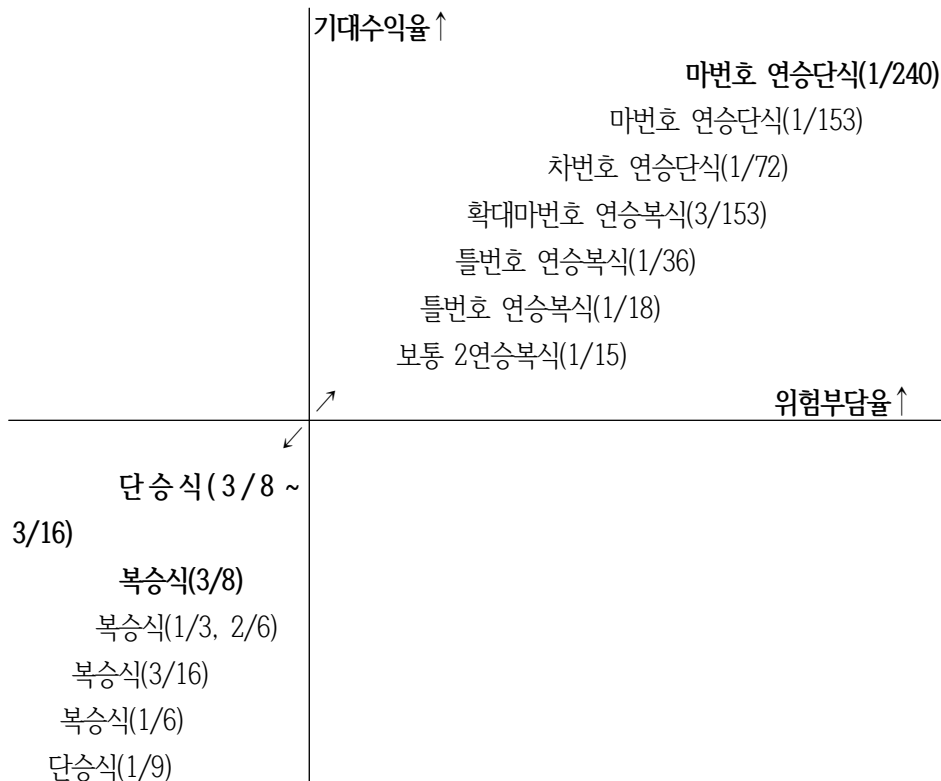 기대수익율↑
마번호 연승단식(1/240)
마번호 연승단식(1/153)
차번호 연승단식(1/72)
확대마번호 연승복식(3/153)
틀번호 연승복식(1/36)
틀번호 연승복식(1/18)
보통 2연승복식(1/15)
↗
위험부담율↑
↙
단승식(3/8 ~
3/16)
복승식(3/8)
복승식(1/3, 2/6)
복승식(3/16)
복승식(1/6)
단승식(1/9)